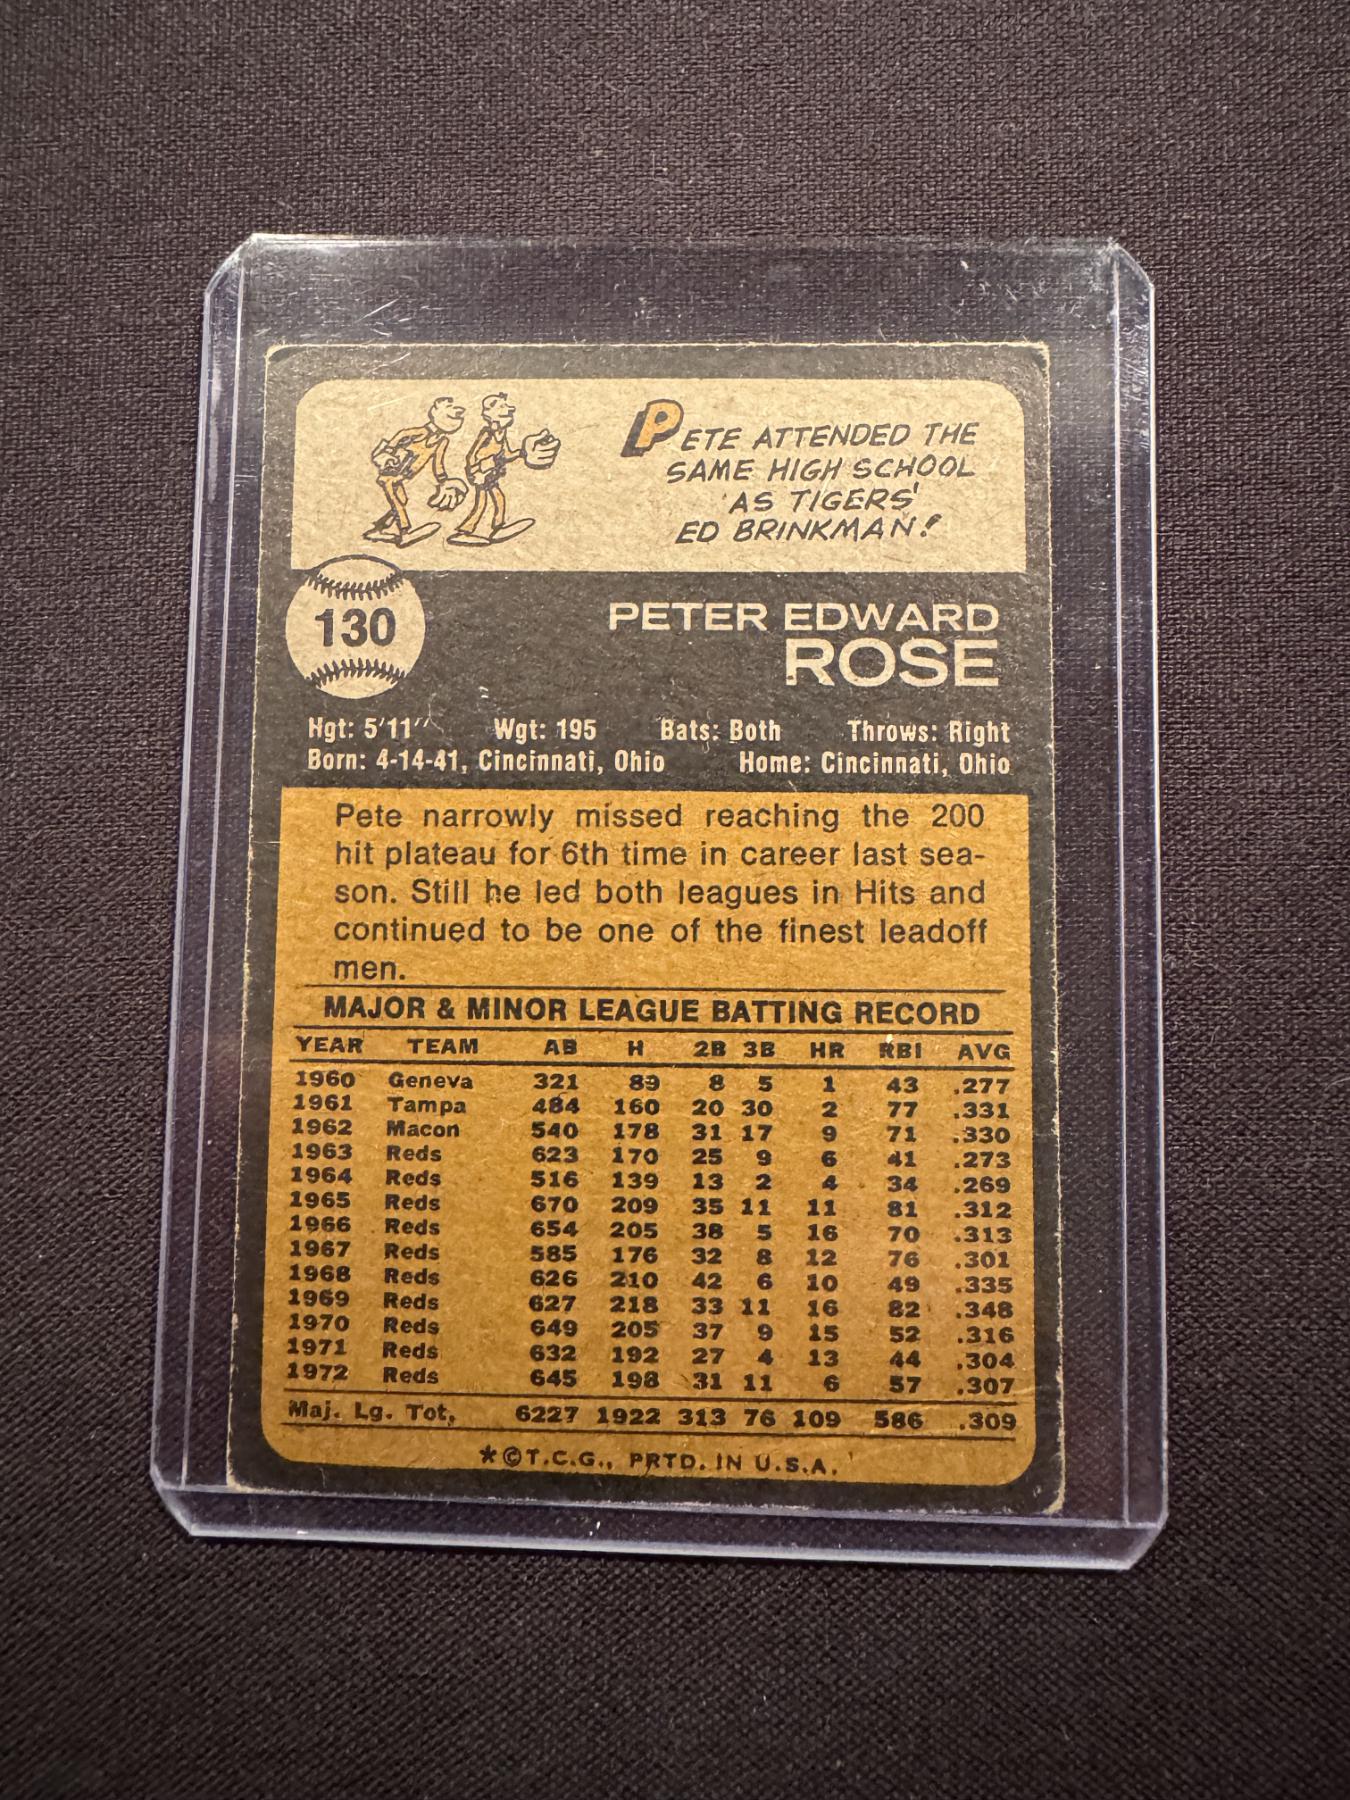 PETE ATTENDED THE
SAME HIGH SCHOOL
AS TIGERS'
ED BRINKMAN!
130
PETER EDWARD
ROSE
Hgt: 5'11" Wgt: 195 Bats: Both Throws: Right
Born: 4-14-41, Cincinnati, Ohio Home: Cincinnati, Ohio
Pete narrowly missed reaching the 200
hit plateau for 6th time in career last sea-
son. Still he led both leagues in Hits and
continued to be one of the finest leadoff
men.
MAJOR & MINOR LEAGUE BATTING RECORD
YEAR TEAM AB H 2B 3B HR RBI AVG
1960 Geneva 321 89 8 5 1 43 .277
1961 Tampa 484 160 20 30 2 77 .331
1962 Macon 540 178 31 17 9 71 .330
1963 Reds 623 170 25 9 6 41 .273
1964 Reds 516 139 13 2 4 34 .269
1965 Reds 670 209 35 11 11 81 .312
1966 Reds 654 205 38 5 16 70 .313
1967 Reds 585 176 32 8 12 76 .301
1968 Reds 626 210 42 6 10 49 .335
1969 Reds 627 218 33 11 16 82 .348
1970 Reds 649 205 37 9 15 52 .316
1971 Reds 632 192 27 4 13 44 .304
1972 Reds 645 198 31 11 6 57 .307
Maj. Lg. Tot. 6227 1922 313 76 109 586 .309
*©T.C.G., PRTD. IN U.S.A.